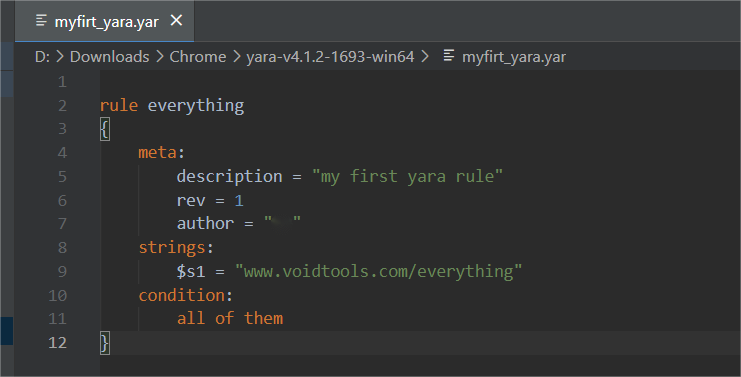 myfirt_yara.yar ×
D: > Downloads > Chrome > yara-v4.1.2-1693-win64 > myfirt_yara.yar
1
2 rule everything
3 {
4 meta:
5 description = "my first yara rule"
6 rev = 1
7 author = " "
8 strings:
9 $s1 = "www.voidtools.com/everything"
10 condition:
11 all of them
12 }